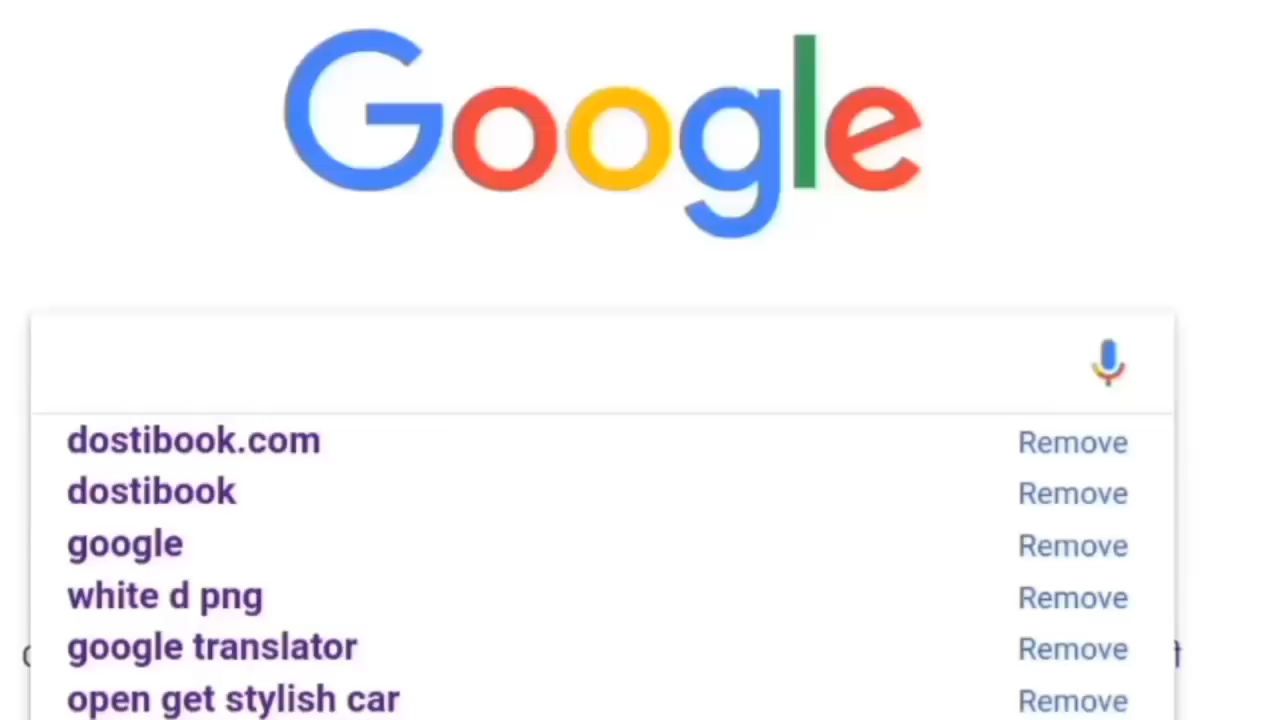 Google
dostibook.com Remove
dostibook Remove
google Remove
white d png Remove
google translator Remove
open get stylish car Remove